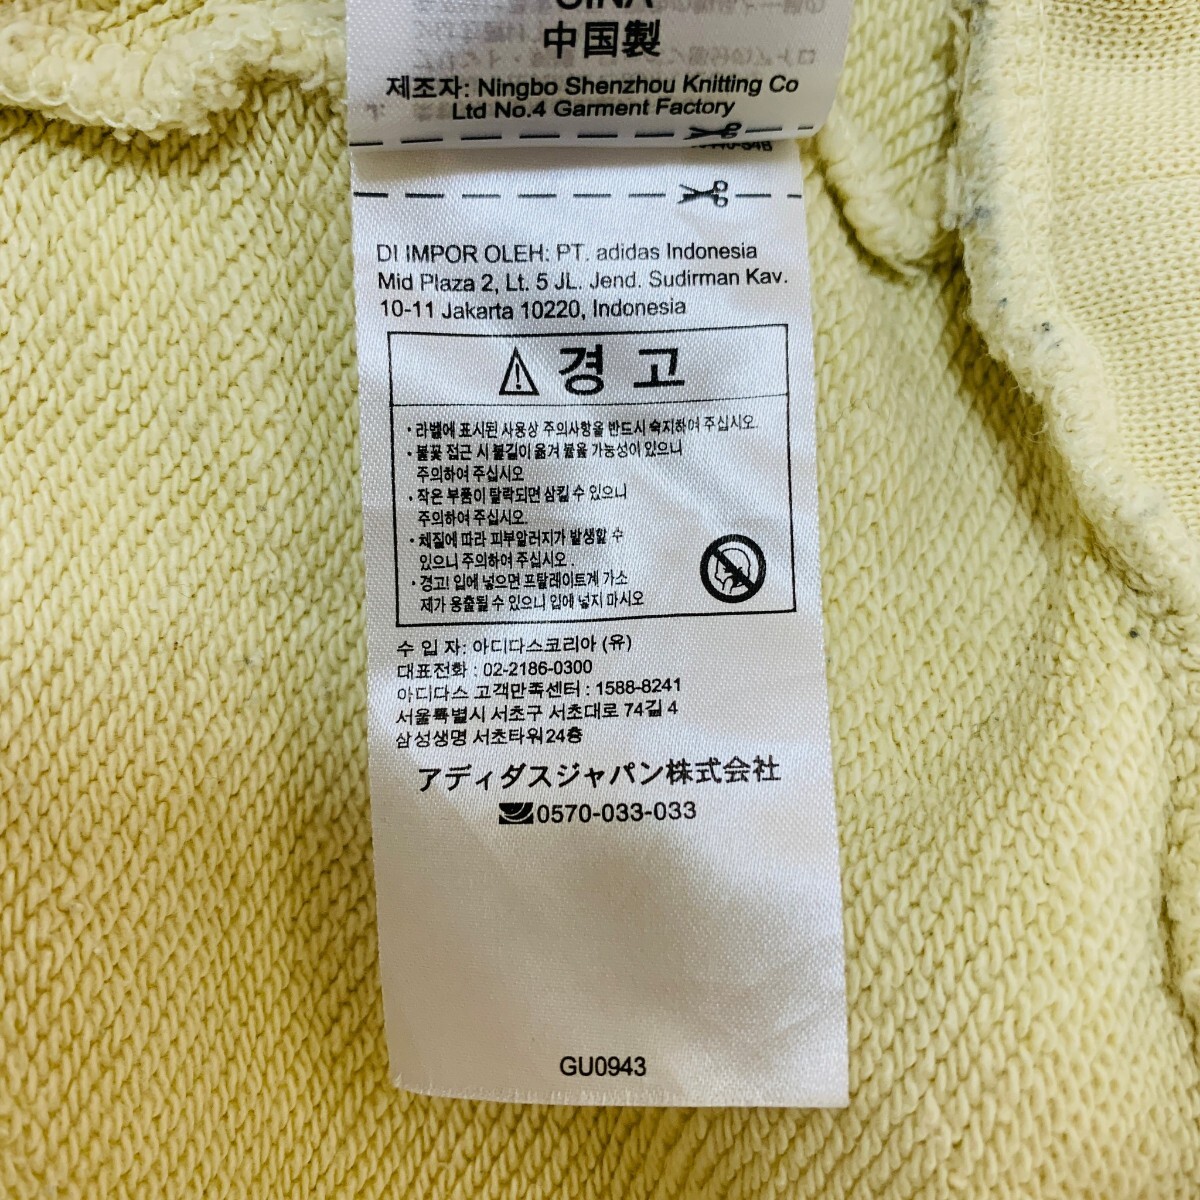 中国製
제조자: Ningbo Shenzhou Knitting Co
Ltd No.4 Garment Factory
DI IMPOR OLEH: PT. adidas Indonesia
Mid Plaza 2, Lt. 5 JL. Jend. Sudirman Kav.
10-11 Jakarta 10220, Indonesia
경 고
· 라벨에 표시된 사용상 주의사항을 반드시 숙지하여 주십시오.
· 불꽃 접근 시 불길이 옮겨 붙을 가능성이 있으니
주의하여 주십시오
· 작은 부품이 탈락되면 삼킬 수 있으니
주의하여 주십시오.
· 체질에 따라 피부알러지가 발생할 수
있으니 주의하여 주십시오 .
· 경고! 입에 넣으면 프탈레이트계 가소
제가 용출될 수 있으니 입에 넣지 마시오
수 입 자: 아디다스코리아 (유)
대표전화 : 02-2186-0300
아디다스 고객만족센터 : 1588-8241
서울특별시 서초구 서초대로 74길 4
삼성생명 서초타워24층
アディダスジャパン株式会社
0570-033-033
GU0943